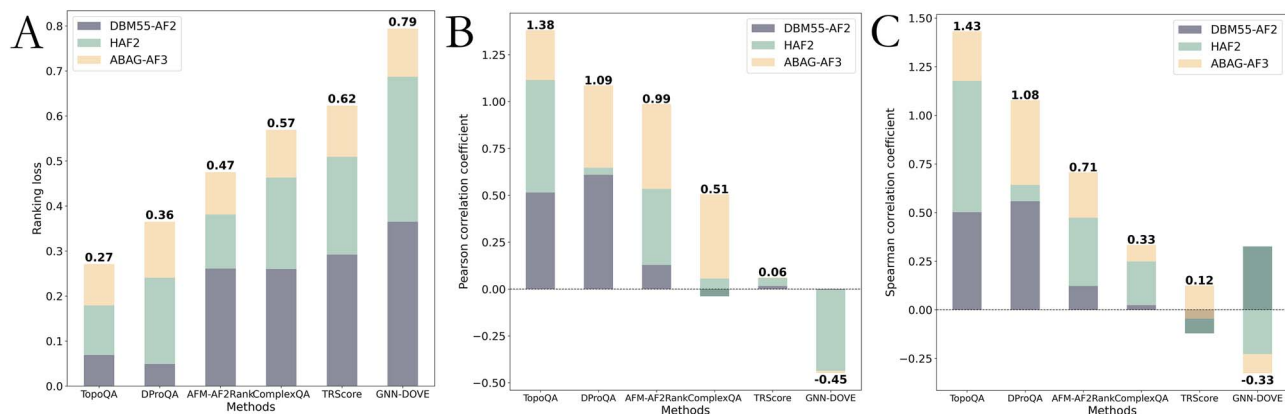 A
DBM55-AF2
HAF2
ABAG-AF3
Ranking loss
0.8
0.7
0.6
0.5
0.4
0.3
0.2
0.1
0.0
0.27
0.36
0.47
0.57
0.62
0.79
TopoQA DProQA AFM-AF2Rank ComplexQA TRScore GNN-DOVE
Methods
B
DBM55-AF2
HAF2
ABAG-AF3
Pearson correlation coefficient
1.25
1.00
0.75
0.50
0.25
0.00
−0.25
−0.50
1.38
1.09
0.99
0.51
0.06
-0.45
TopoQA DProQA AFM-AF2Rank ComplexQA TRScore GNN-DOVE
Methods
C
DBM55-AF2
HAF2
ABAG-AF3
Spearman correlation coefficient
1.50
1.25
1.00
0.75
0.50
0.25
0.00
−0.25
1.43
1.08
0.71
0.33
0.12
-0.33
TopoQA DProQA AFM-AF2Rank ComplexQA TRScore GNN-DOVE
Methods